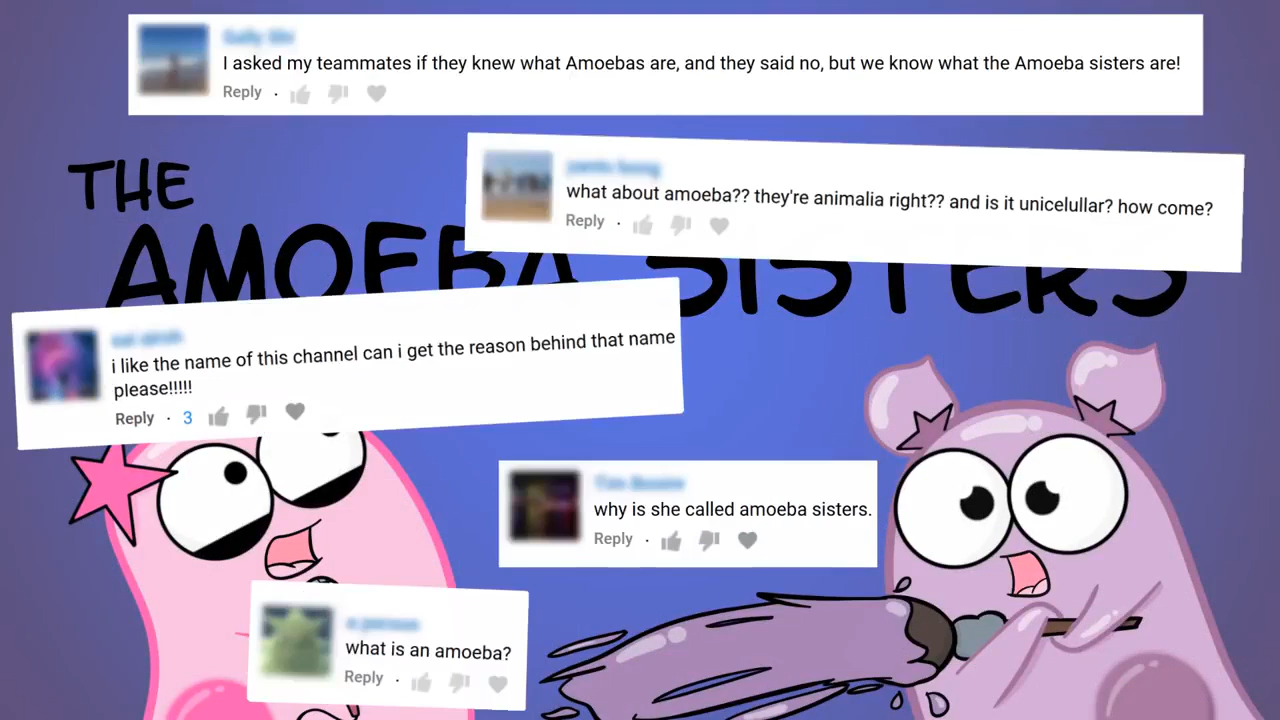 I asked my teammates if they knew what Amoebas are, and they said no, but we know what the Amoeba sisters are!
Reply ·
THE
what about amoeba?? they're animalia right?? and is it unicelullar? how come?
Reply ·
AMOEBA SISTERS
i like the name of this channel can i get the reason behind that name
please!!!!!
Reply · 3
why is she called amoeba sisters.
Reply ·
what is an amoeba?
Reply ·